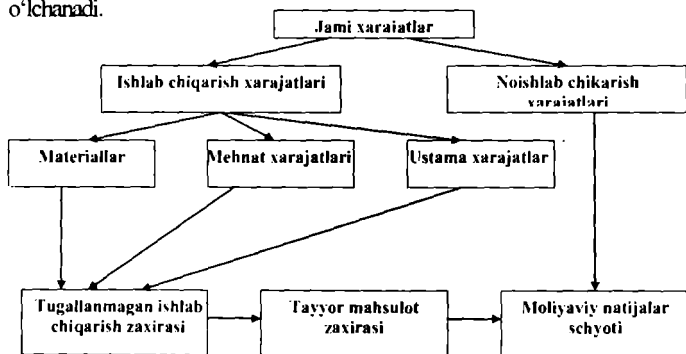 o‘lchanadi.
Jami xarajatlar
Ishlab chiqarish xarajatlari
Noishlab chikarish
xarajatlari
Materiallar
Mehnat xarajatlari
Ustama xarajatlar
Tugallanmagan ishlab
chiqarish zaxirasi
Tayyor mahsulot
zaxirasi
Moliyaviy natijalar
schyoti